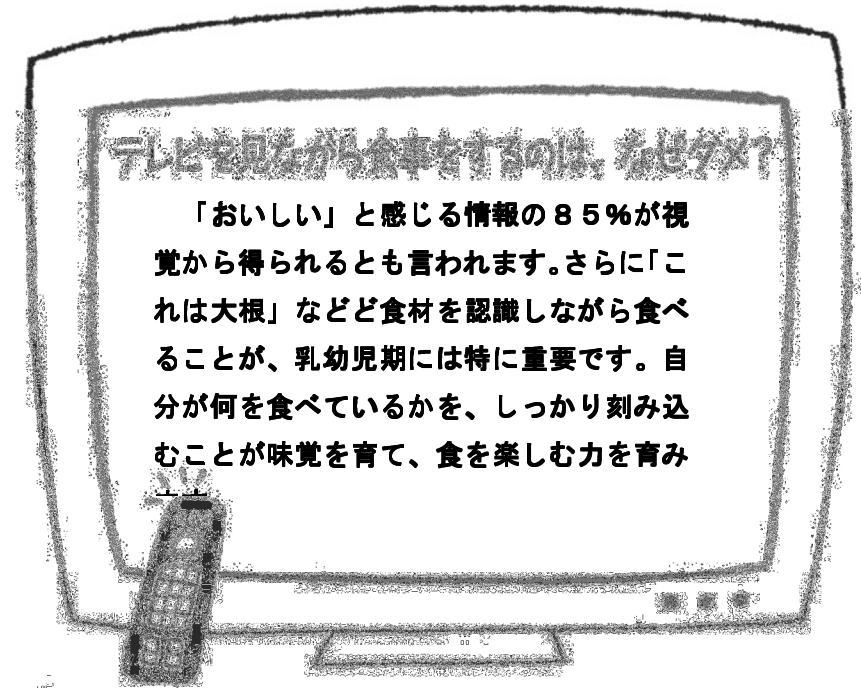 テレビを見ながら食事をするのは、なぜダメ？
「おいしい」と感じる情報の８５％が視
覚から得られるとも言われます。さらに「こ
れは大根」などど食材を認識しながら食べ
ることが、乳幼児期には特に重要です。自
分が何を食べているかを、しっかり刻み込
むことが味覚を育て、食を楽しむ力を育み